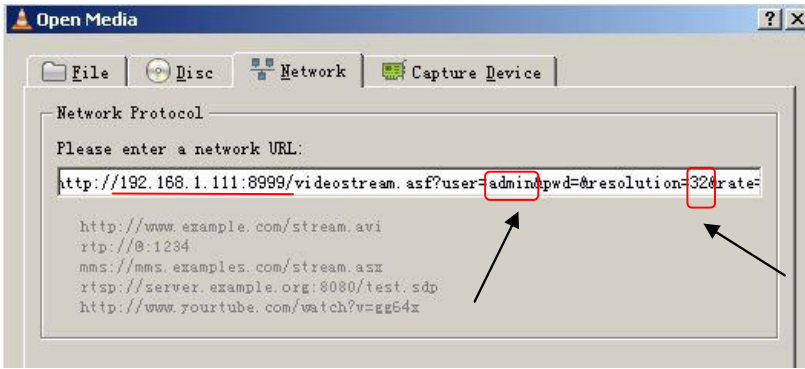 Open Media
File Disc Network Capture Device
Network Protocol
Please enter a network URL:
http://192.168.1.111:8999/videostream.asf?user=admin&pwd=&resolution=32&rate=
http://www.example.com/stream.avi
rtp://@:1234
mms://mms.examples.com/stream.asx
rtsp://server.example.org:8080/test.sdp
http://www.yourtube.com/watch?v=gg64x